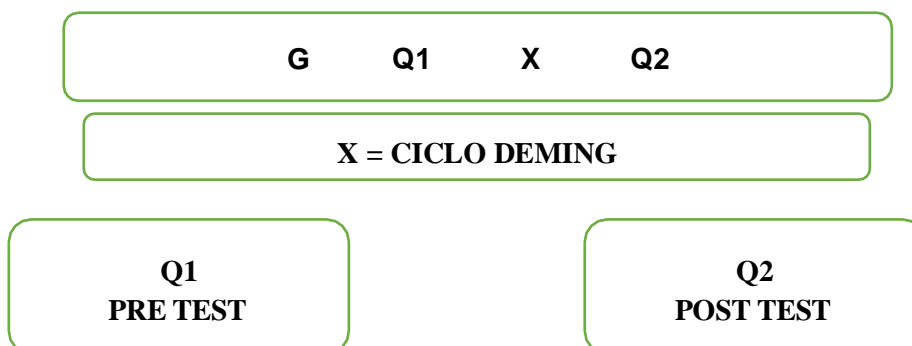 G Q1 X Q2
X = CICLO DEMING
Q1
PRE TEST
Q2
POST TEST